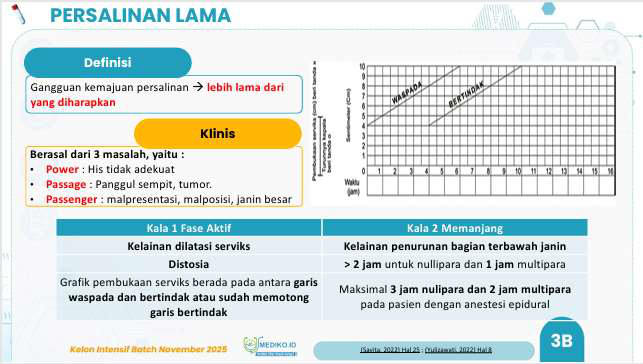 PERSALINAN LAMA
Definisi
Gangguan kemajuan persalinan → lebih lama dari
yang diharapkan
Klinis
Berasal dari 3 masalah, yaitu :
• Power : His tidak adekuat
• Passage : Panggul sempit, tumor.
• Passenger : malpresentasi, malposisi, janin besar
Pembukaan serviks (cm) beri tanda x
Turunnya kepala
beri tanda o
Sentimeter (Cm)
10
9
8
7
6
5
4
3
2
1
WASPADA
BERTINDAK
0 1 2 3 4 5 6 7 8 9 10 11 12 13 14 15 16
Waktu
(jam)
Kala 1 Fase Aktif
Kala 2 Memanjang
Kelainan dilatasi serviks
Kelainan penurunan bagian terbawah janin
Distosia
> 2 jam untuk nullipara dan 1 jam multipara
Grafik pembukaan serviks berada pada antara garis
waspada dan bertindak atau sudah memotong
garis bertindak
Maksimal 3 jam nulipara dan 2 jam multipara
pada pasien dengan anestesi epidural
Kelon Intensif Batch November 2025
MEDIKO.ID
(Savita, 2022) Hal 25 ; (Yulizawati, 2022) Hal 8
3B